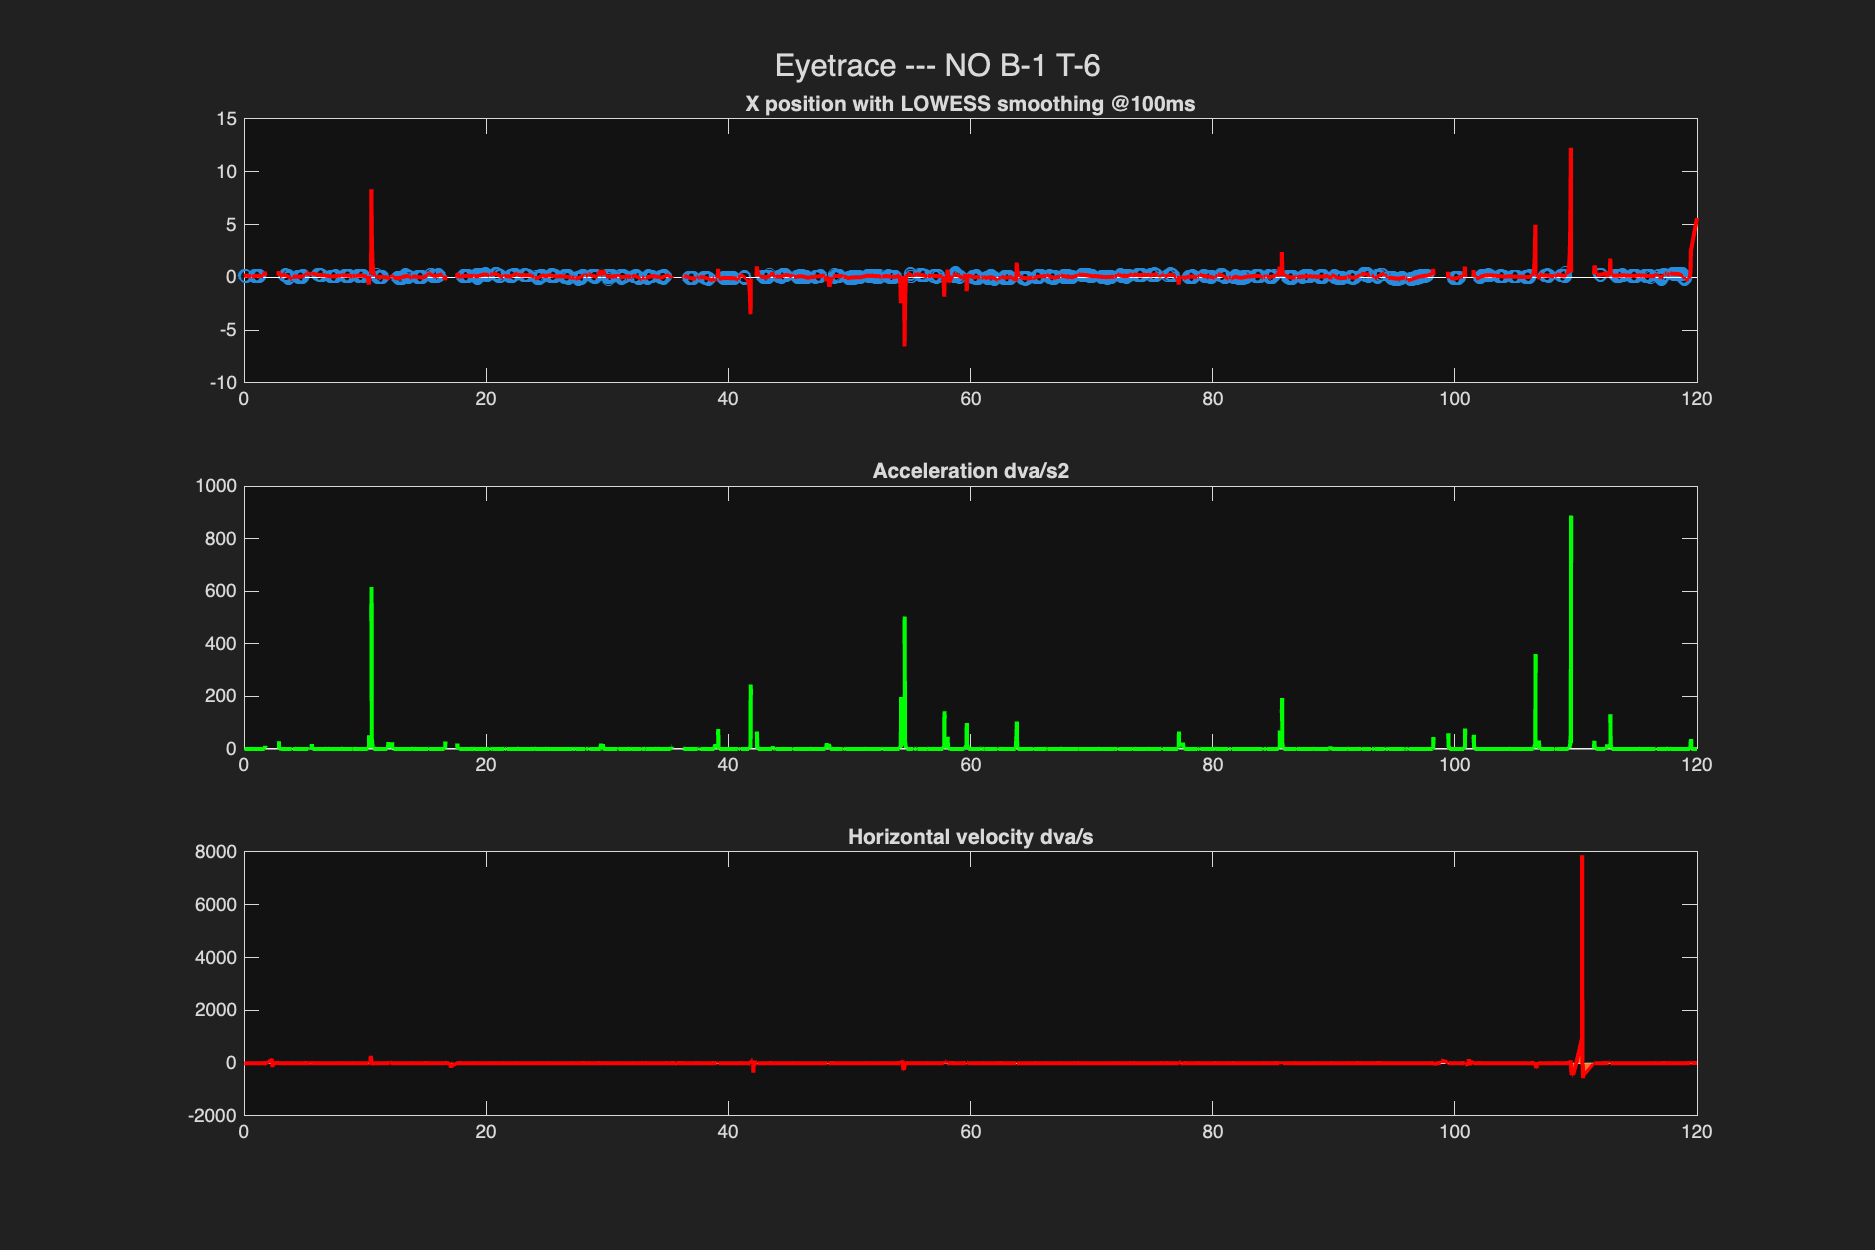 Eyetrace --- NO B-1 T-6
X position with LOWESS smoothing @100ms
15
10
5
0
-5
-10
0 20 40 60 80 100 120
Acceleration dva/s2
1000
800
600
400
200
0
0 20 40 60 80 100 120
Horizontal velocity dva/s
8000
6000
4000
2000
0
-2000
0 20 40 60 80 100 120